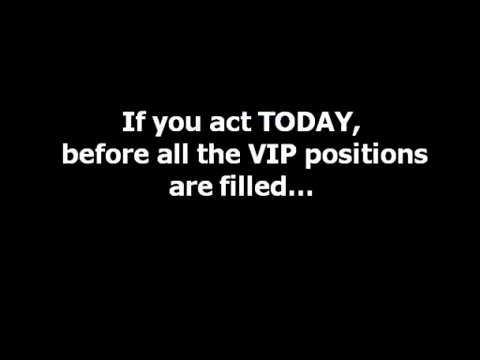 If you act TODAY,
before all the VIP positions
are filled...